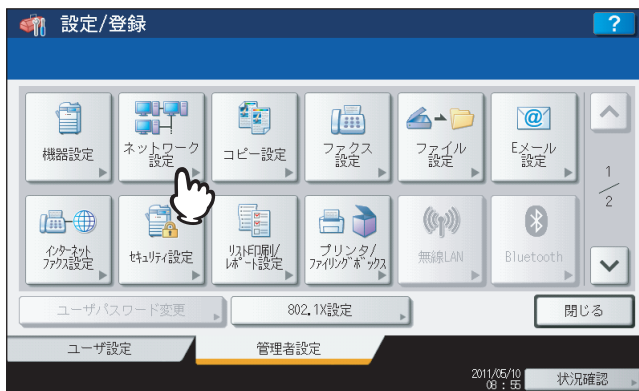 設定/登録
?
機器設定
ネットワーク
設定
コピー設定
ファクス
設定
ファイル
設定
Eメール
設定
1
2
インターネット
ファクス設定
セキュリティ設定
リスト印刷/
レポート設定
プリンタ/
ファイリングボックス
無線LAN
Bluetooth
ユーザパスワード変更
802.1X設定
閉じる
ユーザ設定
管理者設定
2011/05/10
08:55
状況確認